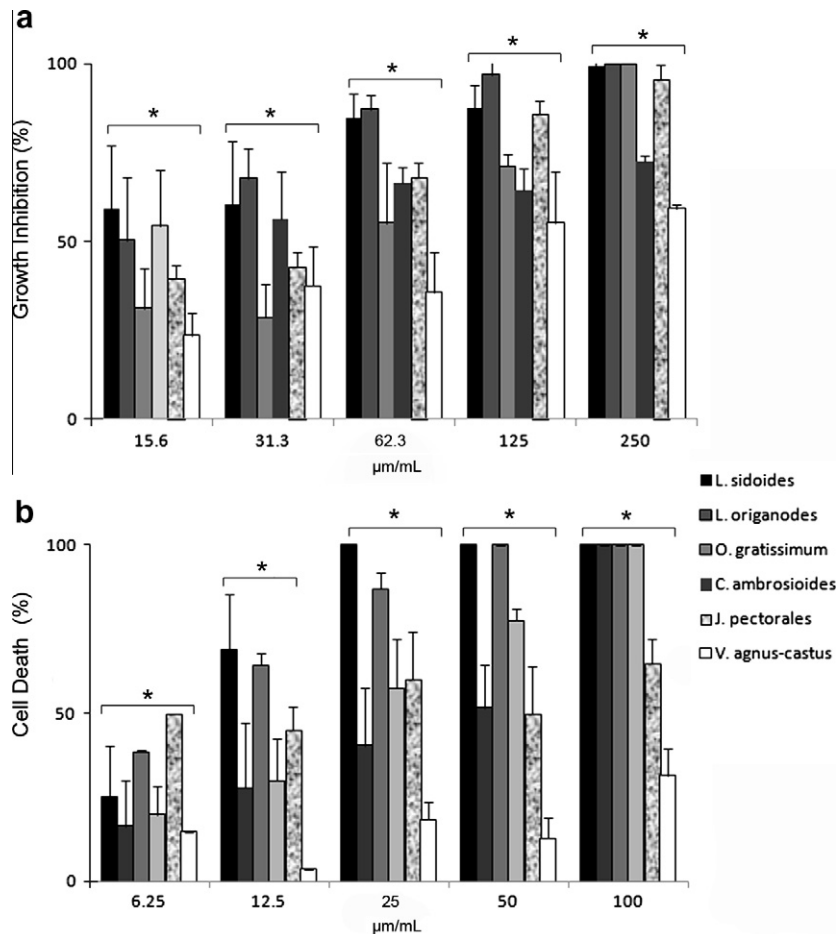 a
Growth Inhibition (%)
100
50
0
*
*
*
*
*
15.6
31.3
62.3
125
250
µm/mL
b
Cell Death (%)
100
50
0
*
*
*
*
*
6.25
12.5
25
50
100
µm/mL
L. sidoides
L. origanodes
O. gratissimum
C. ambrosioides
J. pectorales
V. agnus-castus